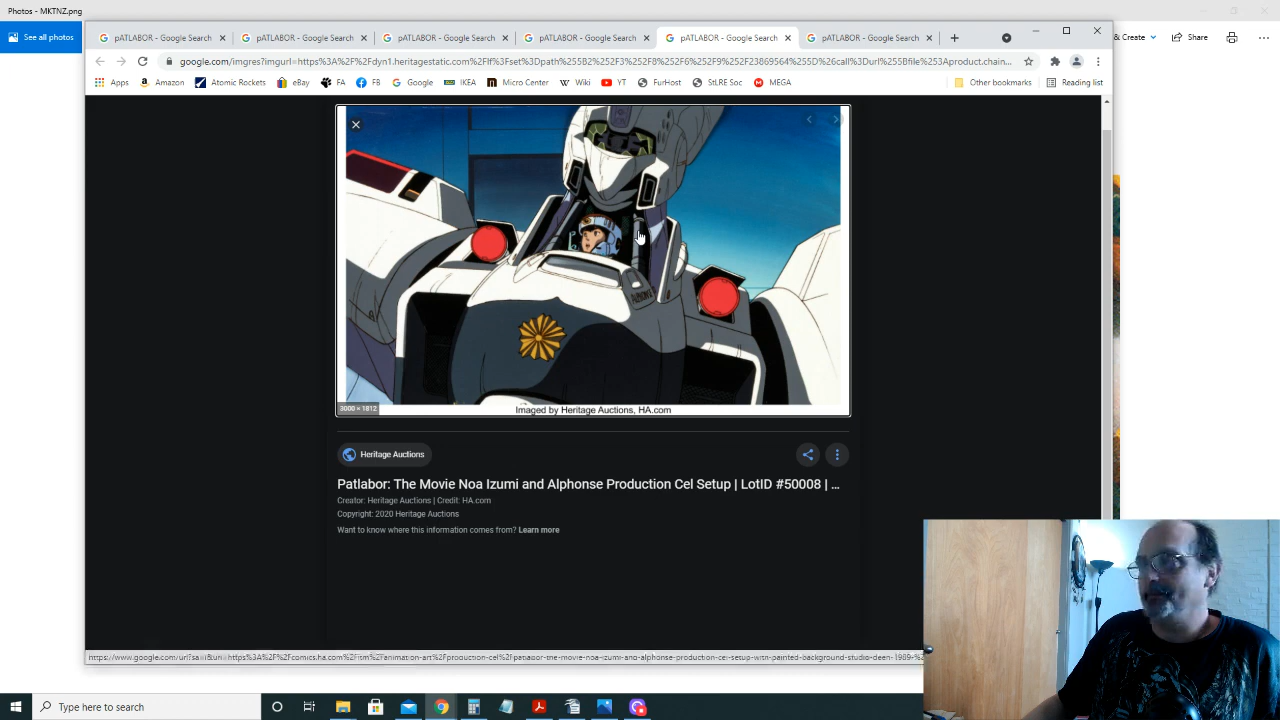 Photos - MKTNZ.png
See all photos
& Create
Share
pATLABOR - Google Search
pATLABOR - Google Search
pATLABOR - Google Search
pATLABOR - Google Search
pATLABOR - Google Search
pATLABOR - Google Search
Apps
Amazon
Atomic Rockets
eBay
FA
FB
Google
IKEA
Micro Center
Wiki
YT
FurHost
StLRE Soc
MEGA
Other bookmarks
Reading list
Imaged by Heritage Auctions, HA.com
3000 × 1812
Heritage Auctions
Patlabor: The Movie Noa Izumi and Alphonse Production Cel Setup | LotID #50008 | ...
Creator: Heritage Auctions | Credit: HA.com
Copyright: 2020 Heritage Auctions
Want to know where this information comes from? Learn more
Type here to search